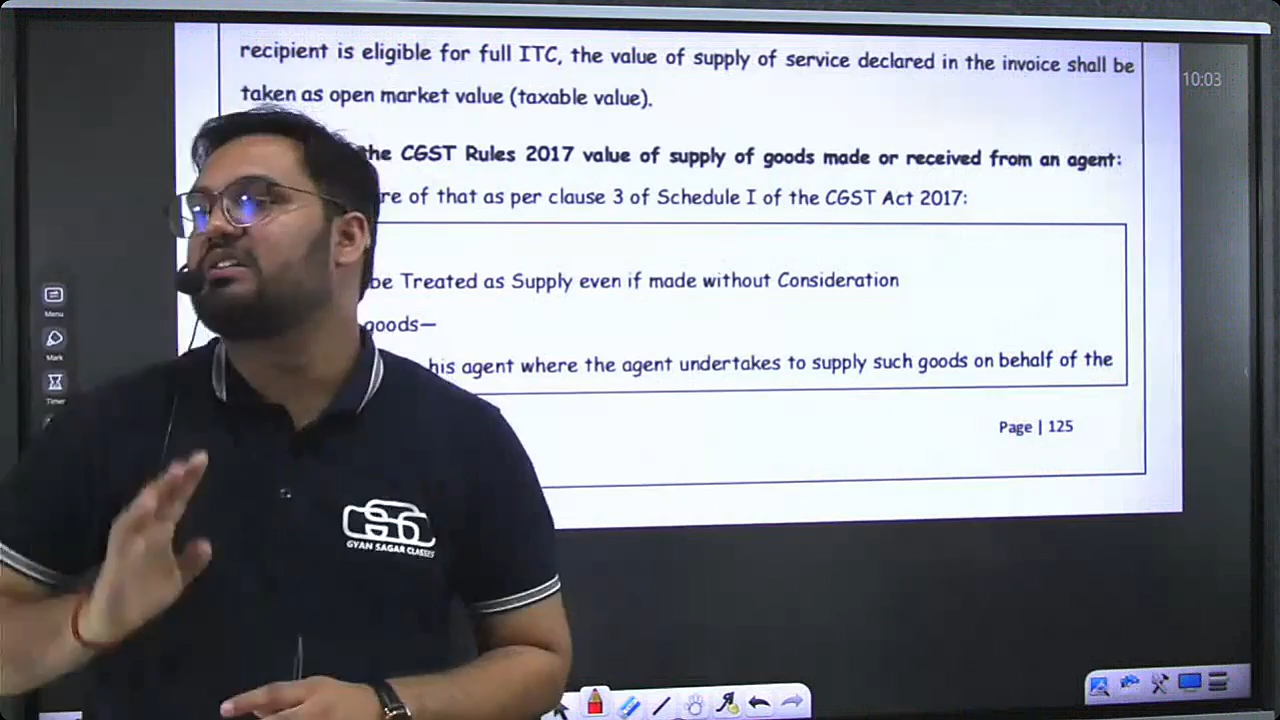 recipient is eligible for full ITC, the value of supply of service declared in the invoice shall be
taken as open market value (taxable value).
10:03
the CGST Rules 2017 value of supply of goods made or received from an agent:
re of that as per clause 3 of Schedule I of the CGST Act 2017:
be Treated as Supply even if made without Consideration
goods—
his agent where the agent undertakes to supply such goods on behalf of the
Page | 125
Menu
Mark
Timer
GSC
GYAN SAGAR CLASSES